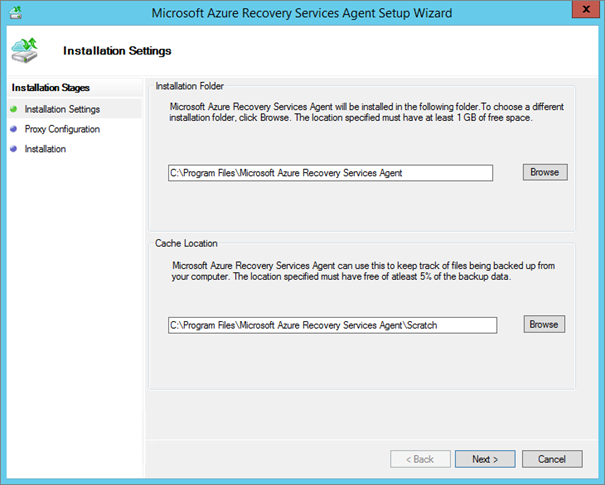 Microsoft Azure Recovery Services Agent Setup Wizard
x
Installation Settings
Installation Stages
Installation Settings
Proxy Configuration
Installation
Installation Folder
Microsoft Azure Recovery Services Agent will be installed in the following folder.To choose a different
installation folder, click Browse. The location specified must have at least 1 GB of free space.
C:\Program Files\Microsoft Azure Recovery Services Agent
Browse
Cache Location
Microsoft Azure Recovery Services Agent can use this to keep track of files being backed up from
your computer. The location specified must have free of atleast 5% of the backup data.
C:\Program Files\Microsoft Azure Recovery Services Agent\Scratch
Browse
< Back
Next >
Cancel